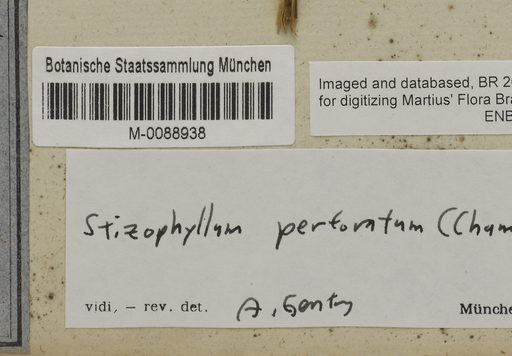 Botanische Staatssammlung München
M-0088938
Imaged and databased, BR 20
for digitizing Martius' Flora Bra
ENB
Stizophyllum perforatum (Cham
vidi, – rev. det. A. Gentry
Münche